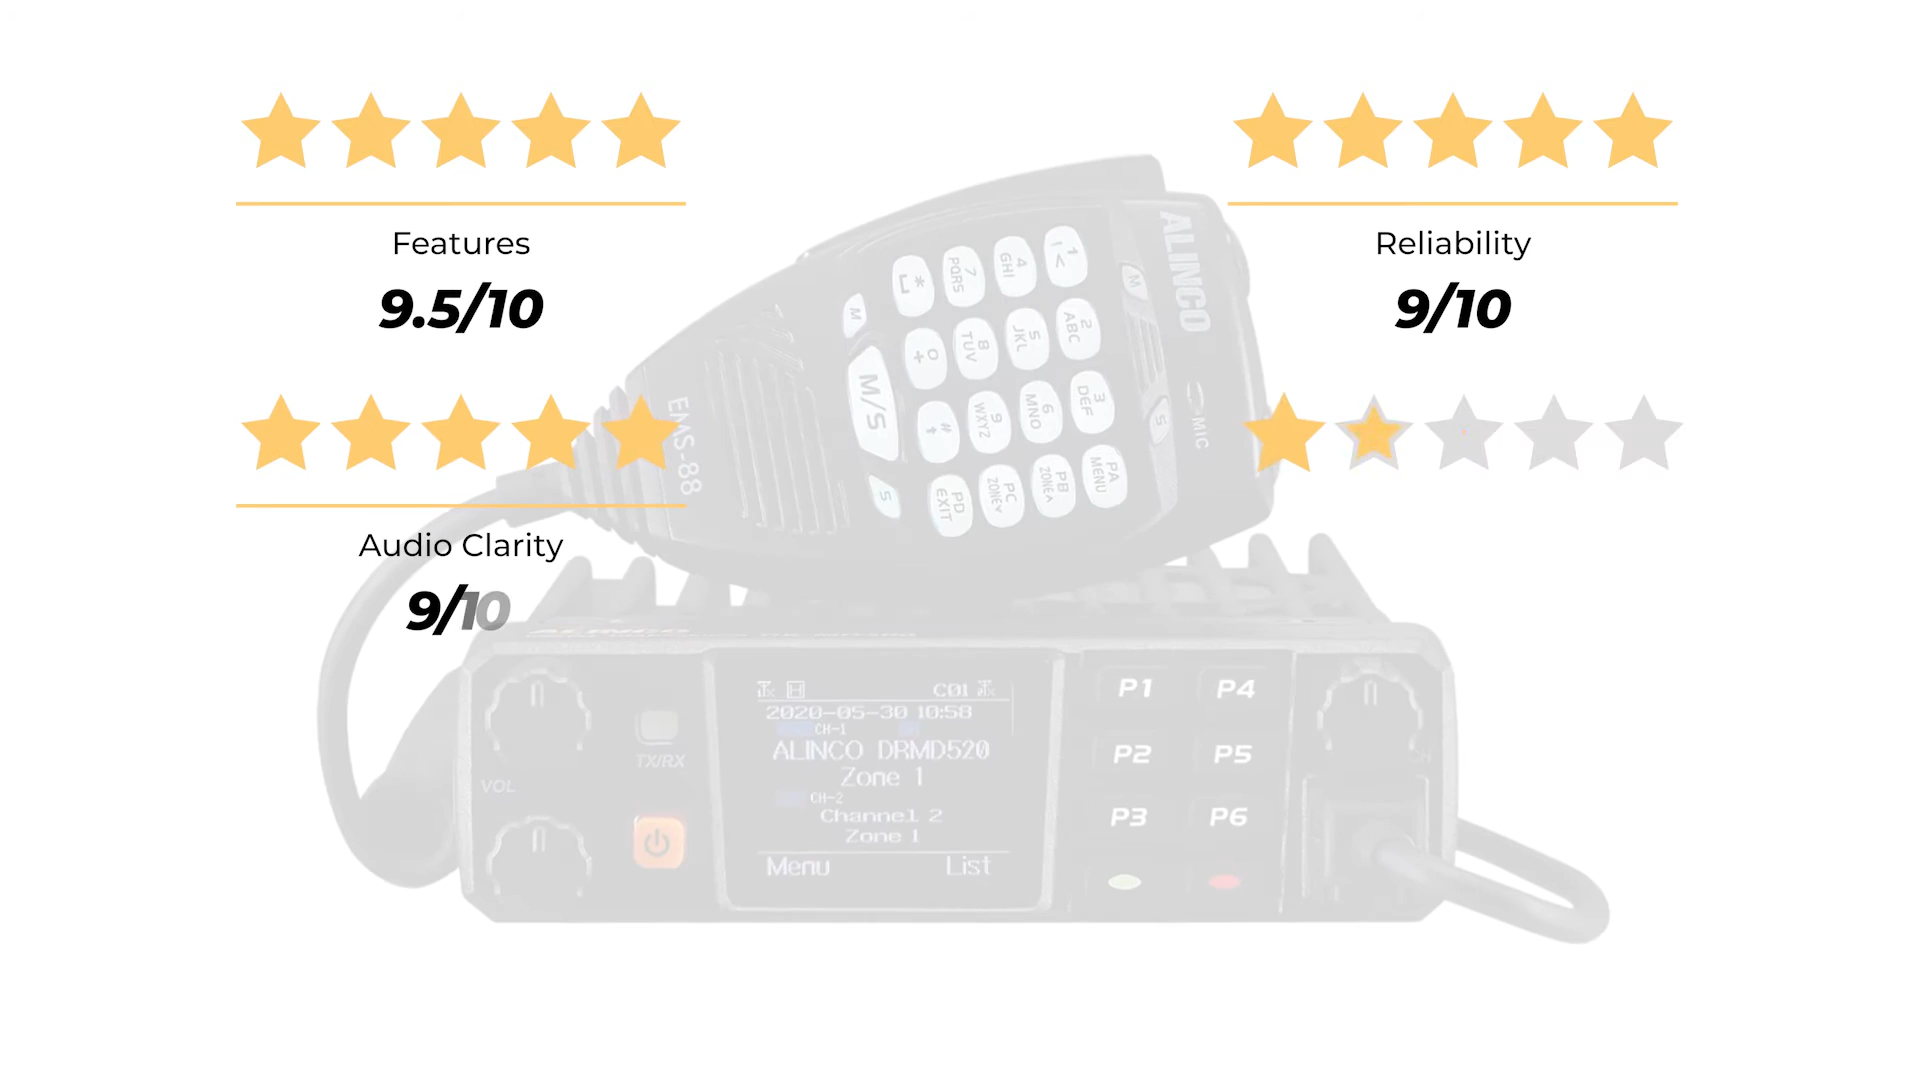 Features
9.5/10
Reliability
9/10
Audio Clarity
9/10
ALINCO
MIC
EMS-88
M
M/S
S
M
S
1
4 GHI
7 PQRS
*
2 ABC
5 JKL
8 TUV
0 +
3 DEF
6 MNO
9 WXYZ
#
PA MENU
PB ZONE
PC ZONE
PD EXIT
C01
2020-05-30 10:58
CH-1
ALINCO DRMD520
Zone 1
CH-2
Channel 2
Zone 1
Menu List
VOL
TX/RX
P1 P4
P2 P5
P3 P6